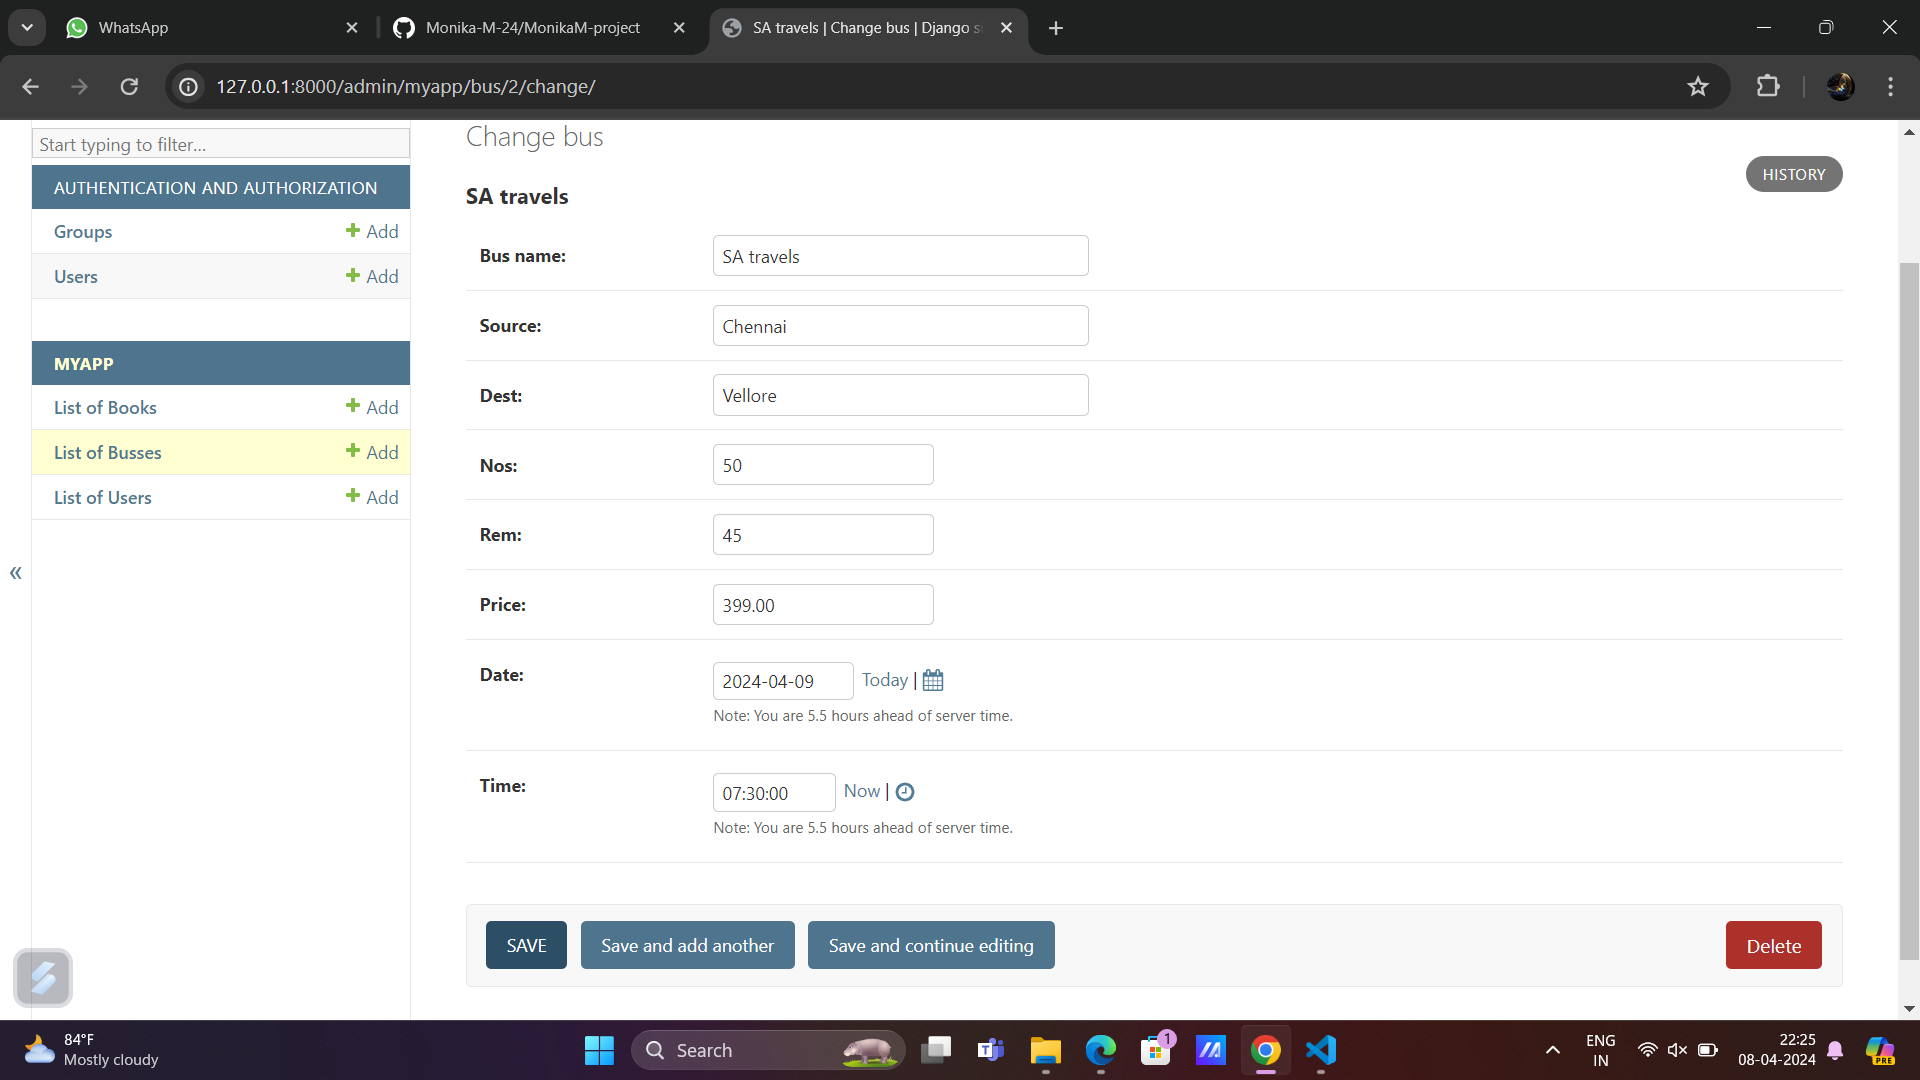 WhatsApp
Monika-M-24/MonikaM-project
SA travels | Change bus | Django si
127.0.0.1:8000/admin/myapp/bus/2/change/
Start typing to filter...
AUTHENTICATION AND AUTHORIZATION
Groups Add
Users Add
MYAPP
List of Books Add
List of Busses Add
List of Users Add
«
Change bus
HISTORY
SA travels
Bus name: SA travels
Source: Chennai
Dest: Vellore
Nos: 50
Rem: 45
Price: 399.00
Date: 2024-04-09 Today |
Note: You are 5.5 hours ahead of server time.
Time: 07:30:00 Now |
Note: You are 5.5 hours ahead of server time.
SAVE Save and add another Save and continue editing Delete
84°F
Mostly cloudy
Search
1
ENG
IN
22:25
08-04-2024
PRE